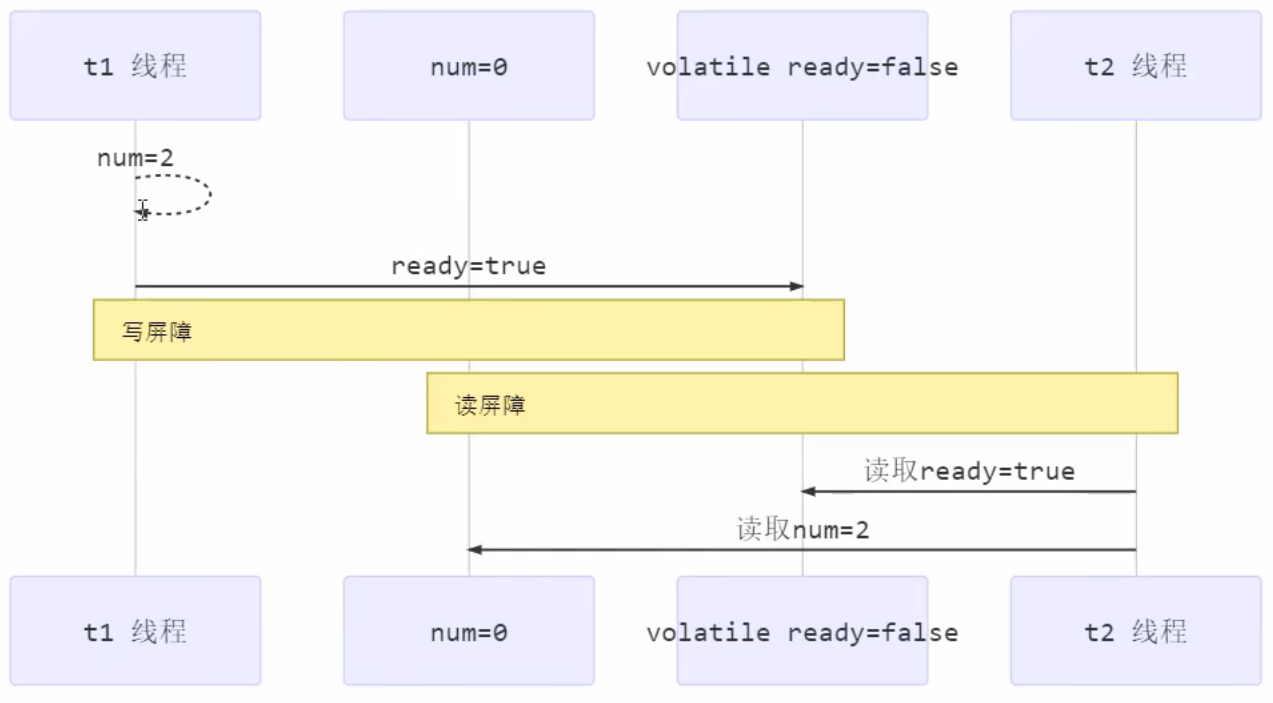 t1 线程
num=0
volatile ready=false
t2 线程
num=2
ready=true
写屏障
读屏障
读取ready=true
读取num=2
t1 线程
num=0
volatile ready=false
t2 线程